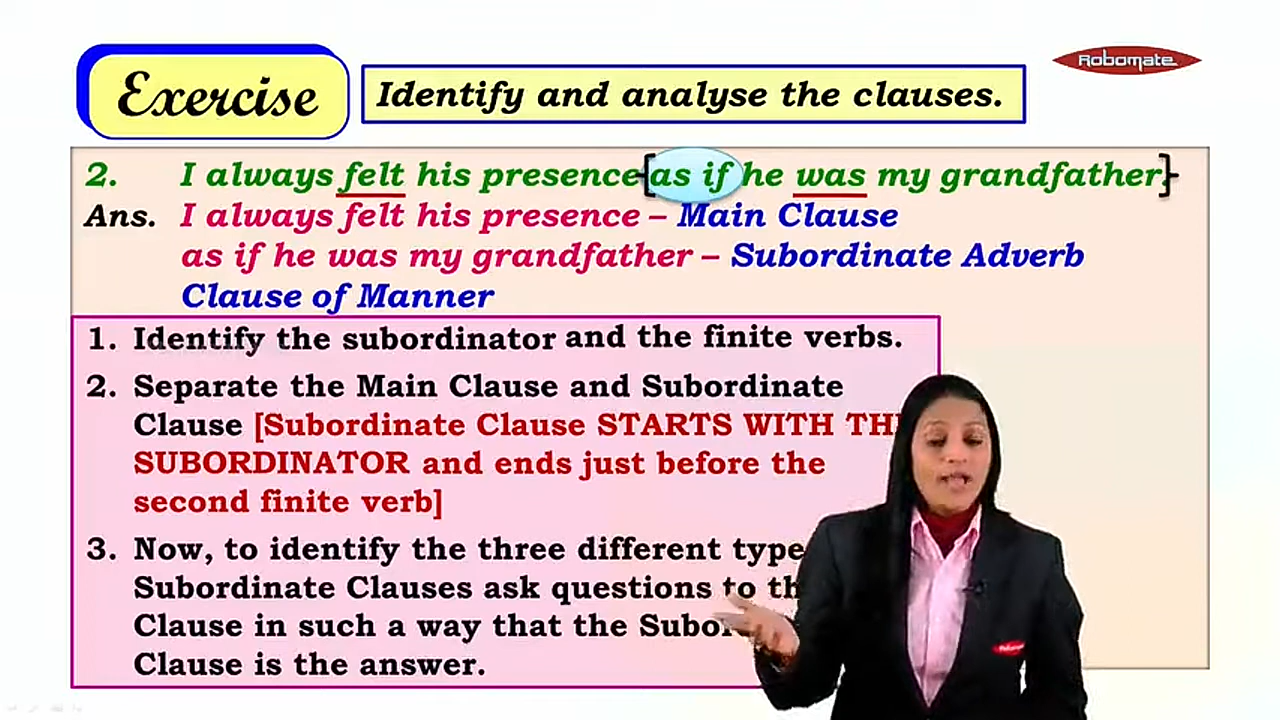 Exercise
Identify and analyse the clauses.
Robomate
2. I always felt his presence [as if he was my grandfather]
Ans. I always felt his presence – Main Clause
as if he was my grandfather – Subordinate Adverb
Clause of Manner
1. Identify the subordinator and the finite verbs.
2. Separate the Main Clause and Subordinate
Clause [Subordinate Clause STARTS WITH
SUBORDINATOR and ends just before the
second finite verb]
3. Now, to identify the three different
Subordinate Clauses ask questions to
Clause in such a way that the
Clause is the answer.